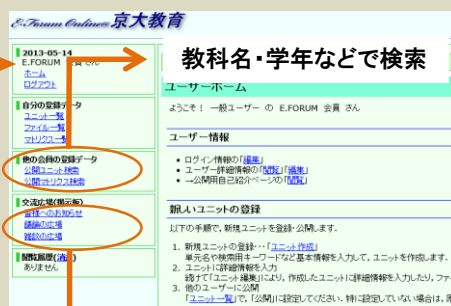 E-Forum Online 京大教育
2013-05-14
E.FORUM 会員 さん
ホーム
ログアウト
自分の登録データ
ユニット一覧
ファイル一覧
マトリクス一覧
他の会員の登録データ
公開ユニット検索
公開マトリクス検索
交流広場(掲示板)
皆様へのお知らせ
議論の広場
雑談の広場
ありません
教科名・学年などで検索
ユーザーホーム
ようこそ！ 一般ユーザー の E.FORUM 会員 さん
ユーザー情報
ログイン情報の「編集」
ユーザー詳細情報の「閲覧」「編集」
→公開用自己紹介ページの「閲覧」
新しいユニットの登録
以下の手順で、新規ユニットを登録・公開します。
1. 新規ユニットの登録・・・「ユニット作成」
単元名や検索用キーワードなど基本情報を入力して、ユニットを作成します。
2. ユニットに詳細情報を入力
続けて「ユニット編集」により、作成したユニットに詳細情報を入力したり、ファ
3. 他のユーザーに公開
「ユニット一覧」で、「公開」に設定してください。特に設定していない場合は、